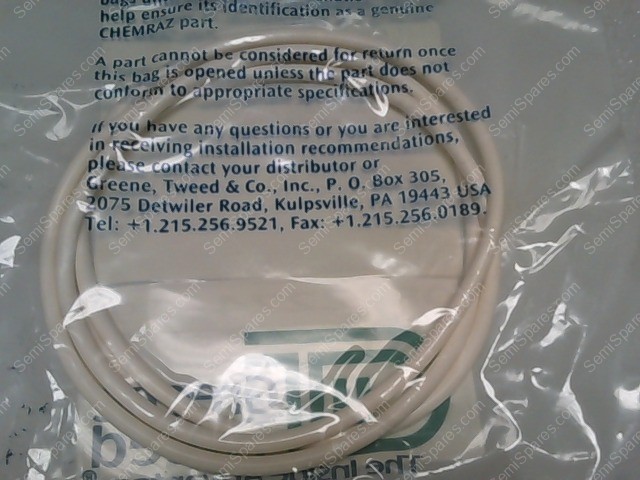 help ensure its identification as a genuine
CHEMRAZ part.
A part cannot be considered for return once
this bag is opened unless the part does not
conform to appropriate specifications.
If you have any questions or you are interested
in receiving installation recommendations,
please contact your distributor or
Greene, Tweed & Co., Inc., P. O. Box 305,
2075 Detwiler Road, Kulpsville, PA 19443 USA
Tel: +1.215.256.9521, Fax: +1.215.256.0189.
SemiSpares.com